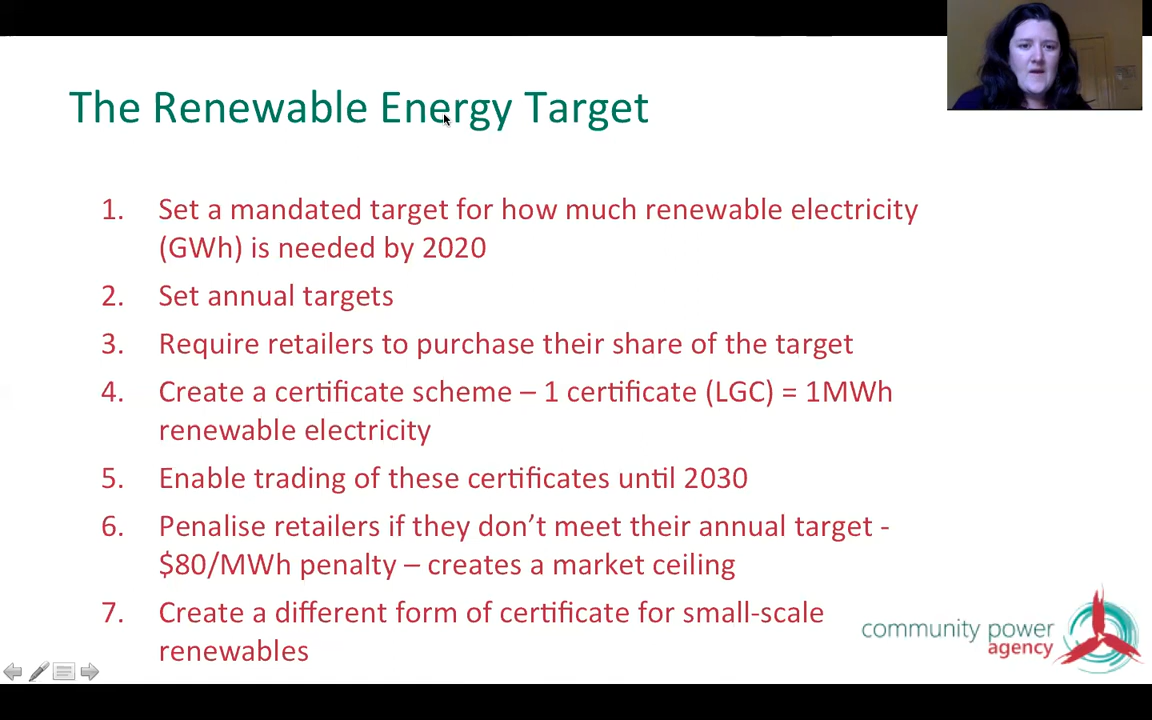 The Renewable Energy Target
1. Set a mandated target for how much renewable electricity
(GWh) is needed by 2020
2. Set annual targets
3. Require retailers to purchase their share of the target
4. Create a certificate scheme – 1 certificate (LGC) = 1MWh
renewable electricity
5. Enable trading of these certificates until 2030
6. Penalise retailers if they don’t meet their annual target -
$80/MWh penalty – creates a market ceiling
7. Create a different form of certificate for small-scale
renewables
community power
agency